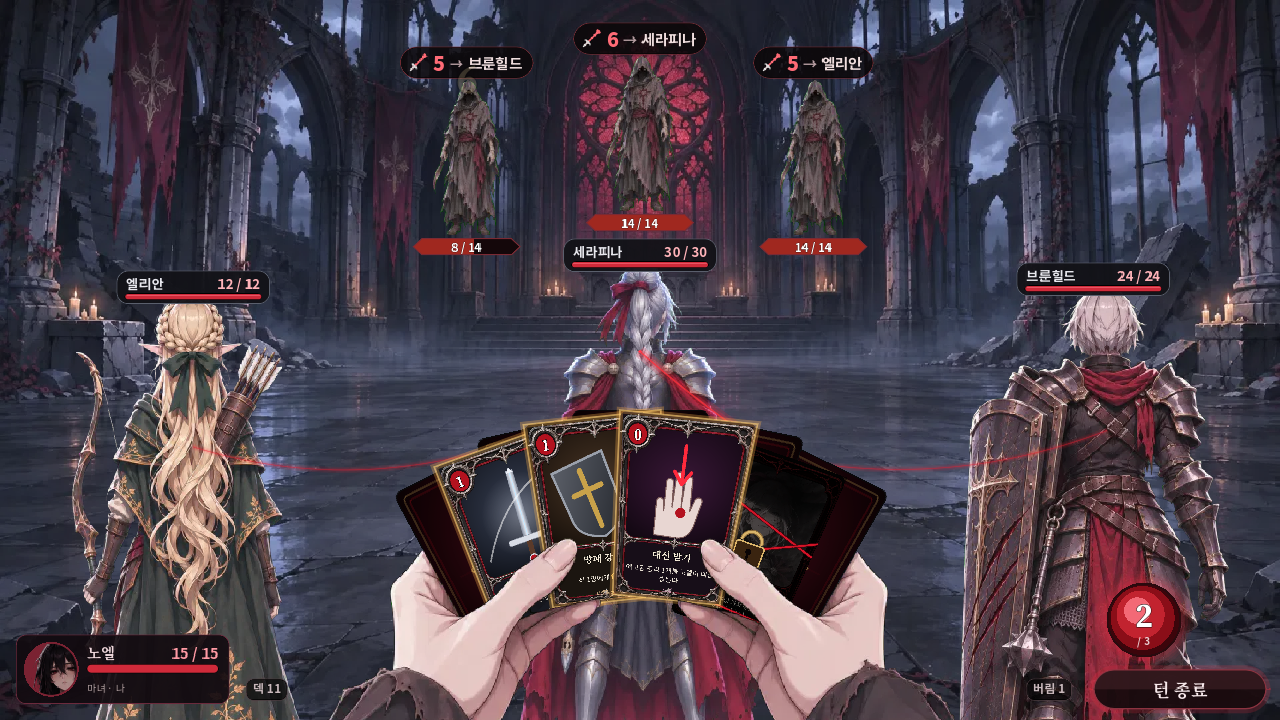 6 → 세라피나
5 → 브룬힐드
5 → 엘리안
14 / 14
8 / 14
14 / 14
세라피나 30 / 30
엘리안 12 / 12
브룬힐드 24 / 24
1
1
0
방패
대신 받기
노엘 15 / 15
마녀 · 나
덱 11
2
/ 3
버림 1
턴 종료